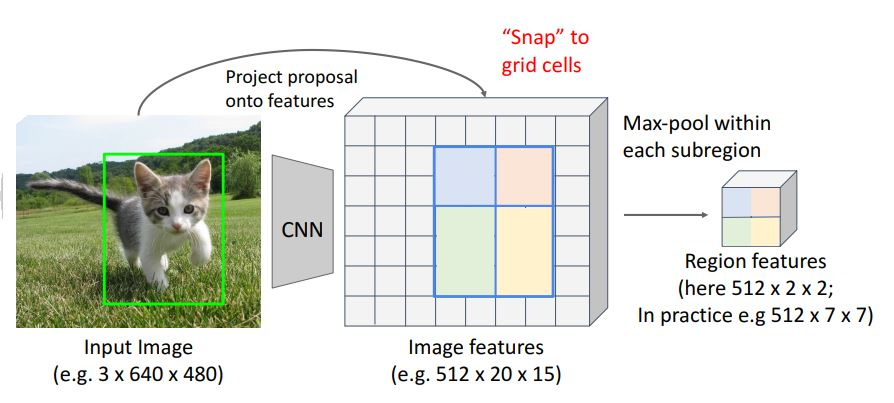 "Snap" to
grid cells
Project proposal
onto features
Max-pool within
each subregion
CNN
Region features
(here 512 x 2 x 2;
In practice e.g 512 x 7 x 7)
Input Image
(e.g. 3 x 640 x 480)
Image features
(e.g. 512 x 20 x 15)